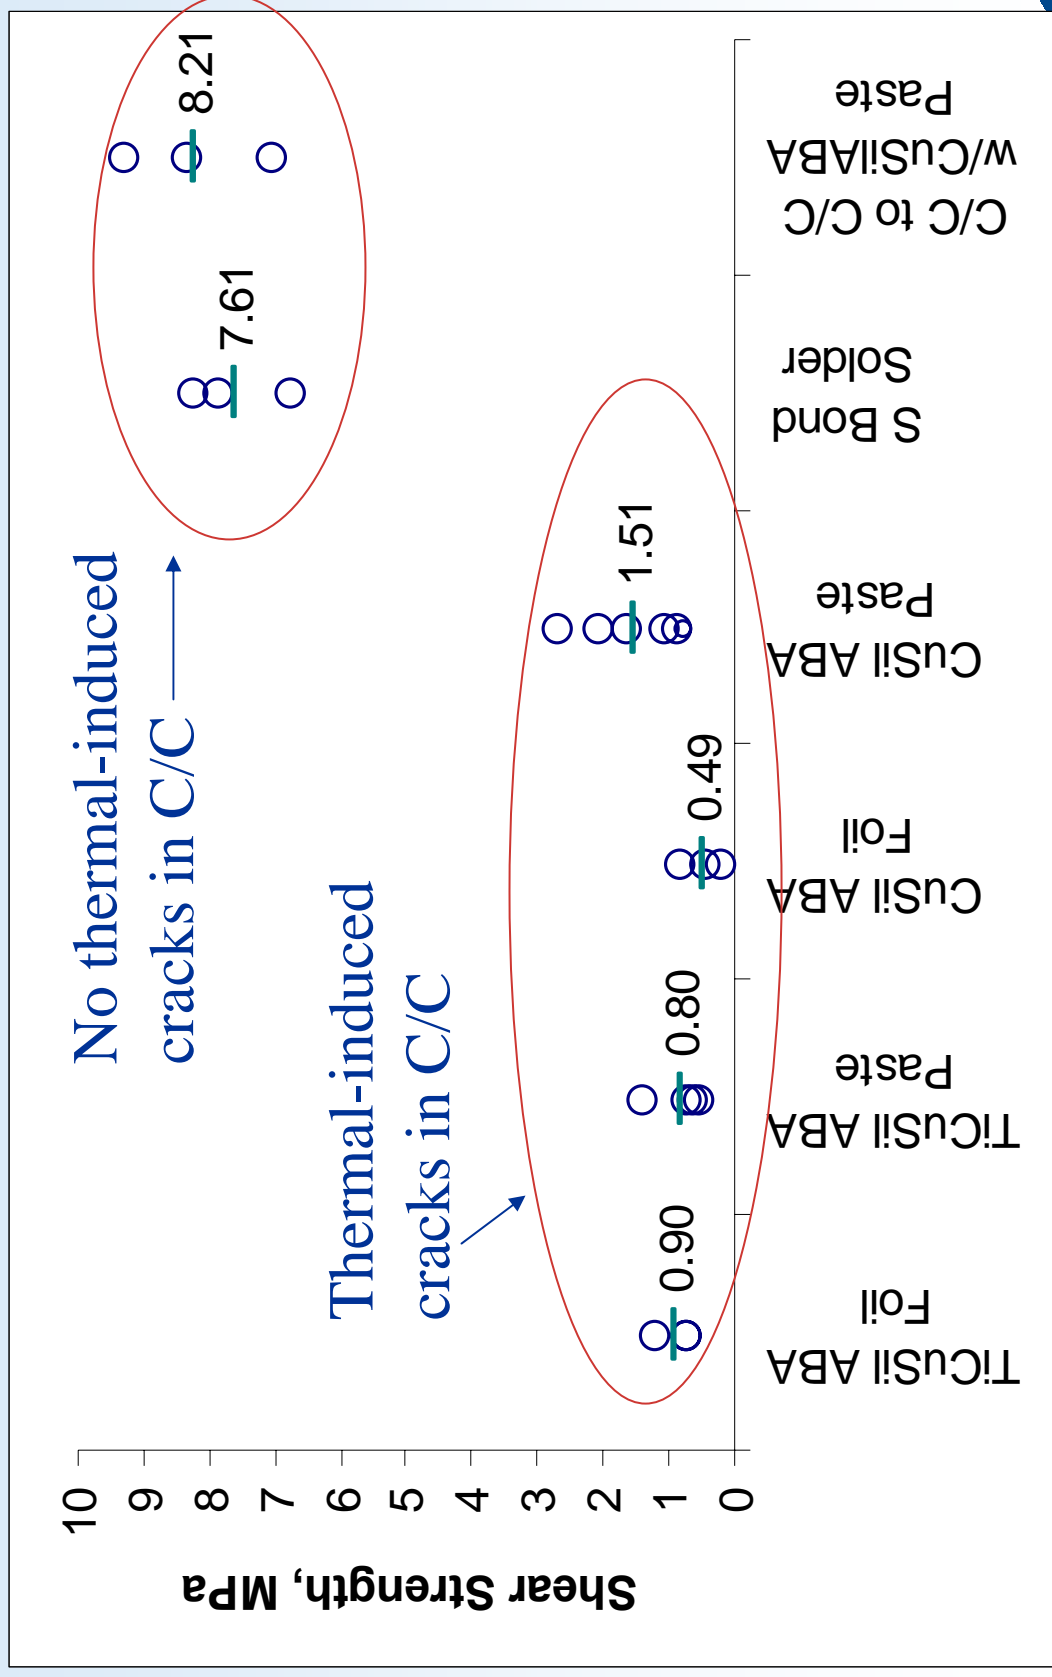 No thermal-induced
cracks in C/C
Thermal-induced
cracks in C/C
Shear Strength, MPa
10
9
8
7
6
5
4
3
2
1
0
0.90
0.80
0.49
1.51
7.61
8.21
TiCuSil ABA
Foil
TiCuSil ABA
Paste
CuSil ABA
Foil
CuSil ABA
Paste
S Bond
Solder
C/C to C/C
w/CuSilABA
Paste